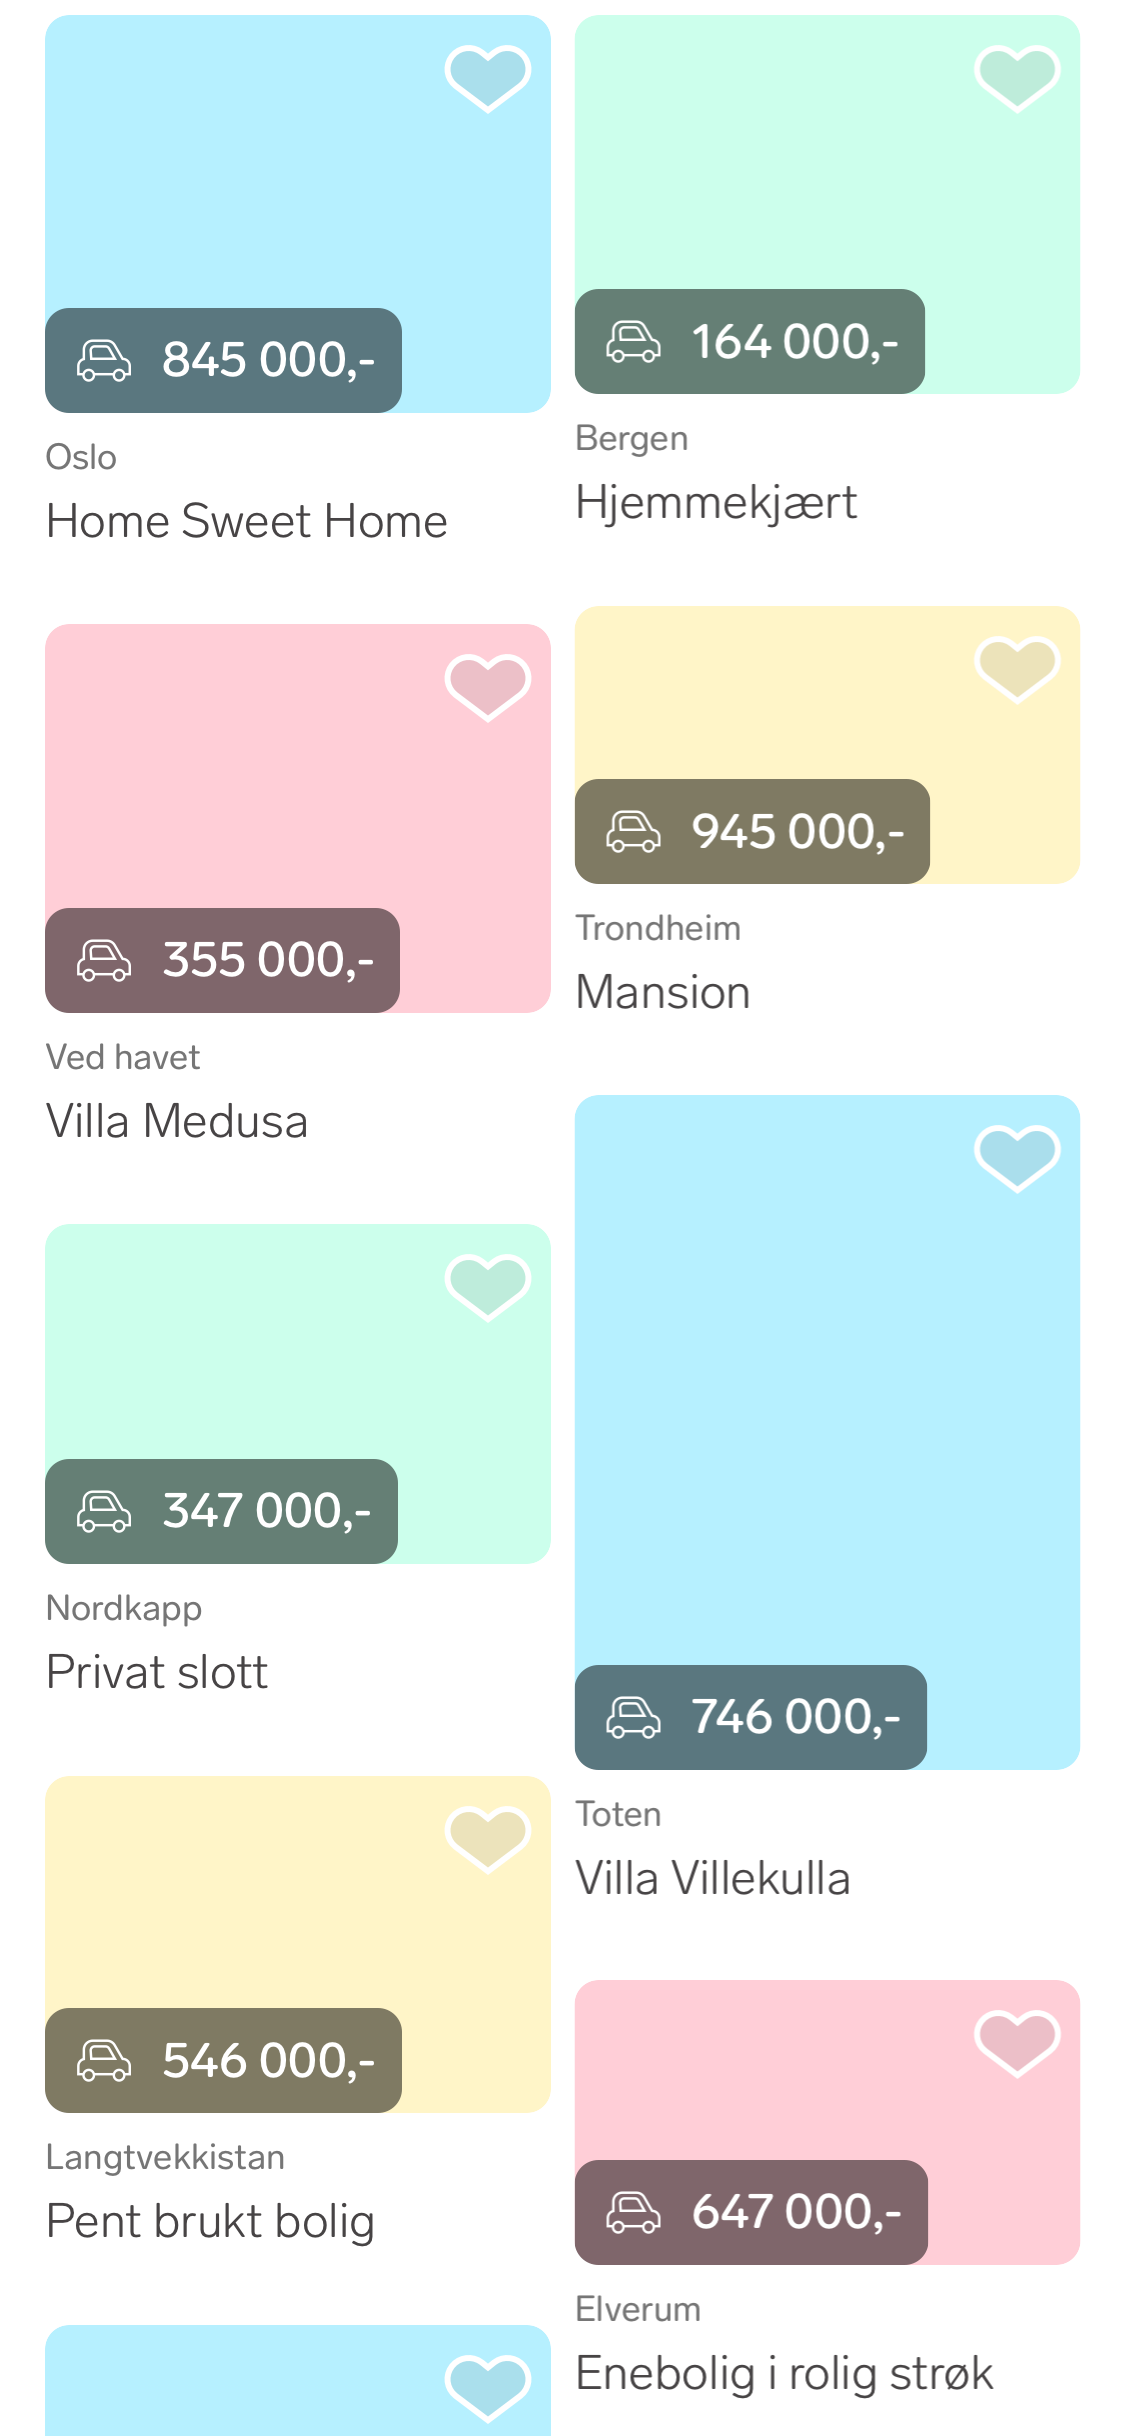 845 000,-
Oslo
Home Sweet Home
164 000,-
Bergen
Hjemmekjært
355 000,-
Ved havet
Villa Medusa
945 000,-
Trondheim
Mansion
347 000,-
Nordkapp
Privat slott
746 000,-
Toten
Villa Villekulla
546 000,-
Langtvekkistan
Pent brukt bolig
647 000,-
Elverum
Enebolig i rolig strøk